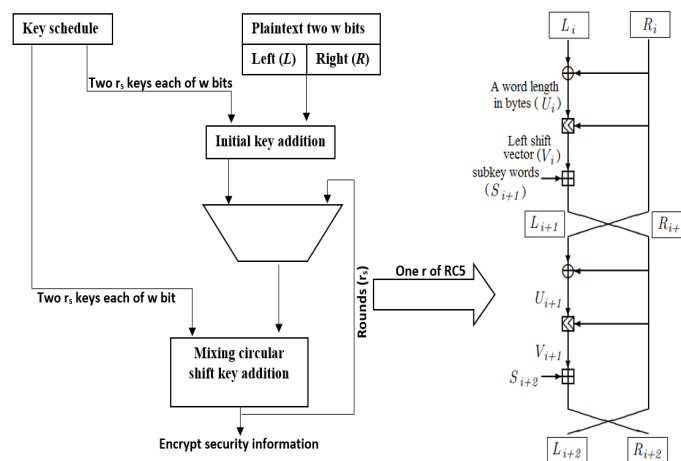 Key schedule
Plaintext two w bits
Left (L)
Right (R)
Two rs keys each of w bits
Initial key addition
Two rs keys each of w bit
Rounds (rs)
Mixing circular
shift key addition
Encrypt security information
One r of RC5
Li
Ri
A word length
in bytes (Ui)
Left shift
vector (Vi)
subkey words
(Si+1)
Li+1
Ri+
Ui+1
Vi+1
Si+2
Li+2
Ri+2